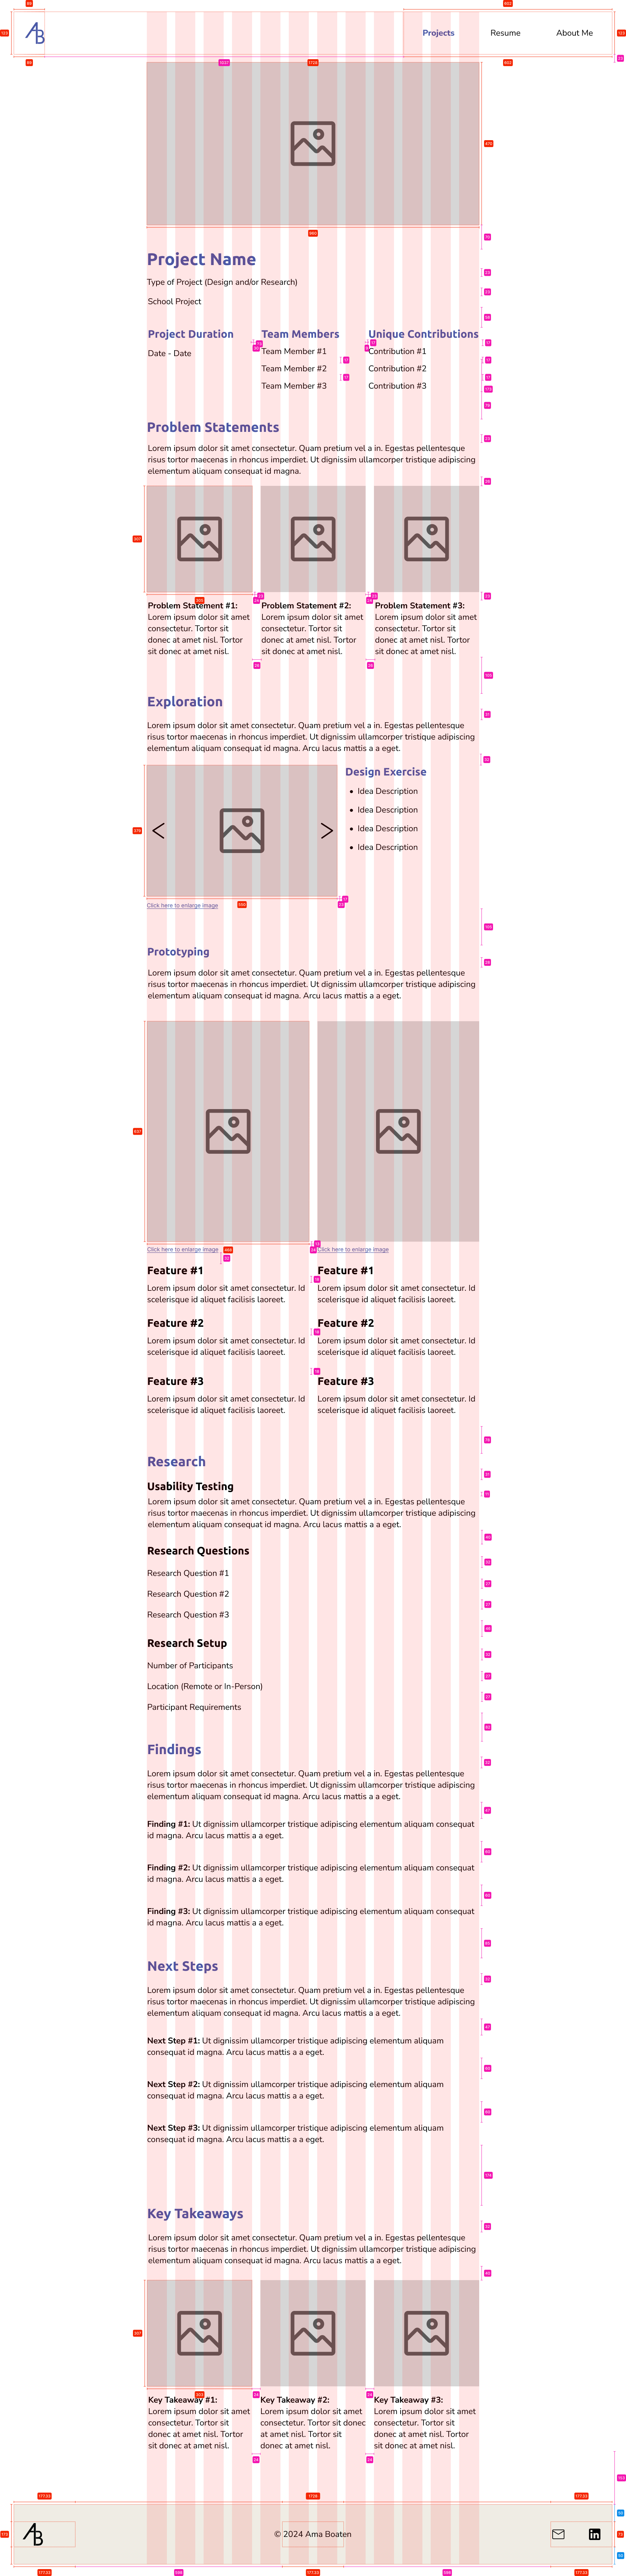 AB
Projects
Resume
About Me
Project Name
Type of Project (Design and/or Research)
School Project
Project Duration
Date - Date
Team Members
Team Member #1
Team Member #2
Team Member #3
Unique Contributions
Contribution #1
Contribution #2
Contribution #3
Problem Statements
Lorem ipsum dolor sit amet consectetur. Quam pretium vel a in. Egestas pellentesque
risus tortor maecenas in rhoncus imperdiet. Ut dignissim ullamcorper tristique adipiscing
elementum aliquam consequat id magna.
Problem Statement #1:
Lorem ipsum dolor sit amet
consectetur. Tortor sit
donec at amet nisl. Tortor
sit donec at amet nisl.
Problem Statement #2:
Lorem ipsum dolor sit amet
consectetur. Tortor sit
donec at amet nisl. Tortor
sit donec at amet nisl.
Problem Statement #3:
Lorem ipsum dolor sit amet
consectetur. Tortor sit
donec at amet nisl. Tortor
sit donec at amet nisl.
Exploration
Lorem ipsum dolor sit amet consectetur. Quam pretium vel a in. Egestas pellentesque
risus tortor maecenas in rhoncus imperdiet. Ut dignissim ullamcorper tristique adipiscing
elementum aliquam consequat id magna. Arcu lacus mattis a a eget.
Design Exercise
Idea Description
Idea Description
Idea Description
Idea Description
Click here to enlarge image
Prototyping
Lorem ipsum dolor sit amet consectetur. Quam pretium vel a in. Egestas pellentesque
risus tortor maecenas in rhoncus imperdiet. Ut dignissim ullamcorper tristique adipiscing
elementum aliquam consequat id magna. Arcu lacus mattis a a eget.
Click here to enlarge image
Feature #1
Lorem ipsum dolor sit amet consectetur. Id
scelerisque id aliquet facilisis laoreet.
Feature #2
Lorem ipsum dolor sit amet consectetur. Id
scelerisque id aliquet facilisis laoreet.
Feature #3
Lorem ipsum dolor sit amet consectetur. Id
scelerisque id aliquet facilisis laoreet.
Click here to enlarge image
Feature #1
Lorem ipsum dolor sit amet consectetur. Id
scelerisque id aliquet facilisis laoreet.
Feature #2
Lorem ipsum dolor sit amet consectetur. Id
scelerisque id aliquet facilisis laoreet.
Feature #3
Lorem ipsum dolor sit amet consectetur. Id
scelerisque id aliquet facilisis laoreet.
Research
Usability Testing
Lorem ipsum dolor sit amet consectetur. Quam pretium vel a in. Egestas pellentesque
risus tortor maecenas in rhoncus imperdiet. Ut dignissim ullamcorper tristique adipiscing
elementum aliquam consequat id magna. Arcu lacus mattis a a eget.
Research Questions
Research Question #1
Research Question #2
Research Question #3
Research Setup
Number of Participants
Location (Remote or In-Person)
Participant Requirements
Findings
Lorem ipsum dolor sit amet consectetur. Quam pretium vel a in. Egestas pellentesque
risus tortor maecenas in rhoncus imperdiet. Ut dignissim ullamcorper tristique adipiscing
elementum aliquam consequat id magna. Arcu lacus mattis a a eget.
Finding #1: Ut dignissim ullamcorper tristique adipiscing elementum aliquam consequat
id magna. Arcu lacus mattis a a eget.
Finding #2: Ut dignissim ullamcorper tristique adipiscing elementum aliquam consequat
id magna. Arcu lacus mattis a a eget.
Finding #3: Ut dignissim ullamcorper tristique adipiscing elementum aliquam consequat
id magna. Arcu lacus mattis a a eget.
Next Steps
Lorem ipsum dolor sit amet consectetur. Quam pretium vel a in. Egestas pellentesque
risus tortor maecenas in rhoncus imperdiet. Ut dignissim ullamcorper tristique adipiscing
elementum aliquam consequat id magna. Arcu lacus mattis a a eget.
Next Step #1: Ut dignissim ullamcorper tristique adipiscing elementum aliquam
consequat id magna. Arcu lacus mattis a a eget.
Next Step #2: Ut dignissim ullamcorper tristique adipiscing elementum aliquam
consequat id magna. Arcu lacus mattis a a eget.
Next Step #3: Ut dignissim ullamcorper tristique adipiscing elementum aliquam
consequat id magna. Arcu lacus mattis a a eget.
Key Takeaways
Lorem ipsum dolor sit amet consectetur. Quam pretium vel a in. Egestas pellentesque
risus tortor maecenas in rhoncus imperdiet. Ut dignissim ullamcorper tristique adipiscing
elementum aliquam consequat id magna. Arcu lacus mattis a a eget.
Key Takeaway #1:
Lorem ipsum dolor sit amet
consectetur. Tortor sit
donec at amet nisl. Tortor
sit donec at amet nisl.
Key Takeaway #2:
Lorem ipsum dolor sit amet
consectetur. Tortor sit donec
at amet nisl. Tortor sit
donec at amet nisl.
Key Takeaway #3:
Lorem ipsum dolor sit amet
consectetur. Tortor sit
donec at amet nisl. Tortor
sit donec at amet nisl.
AB
© 2024 Ama Boaten
in